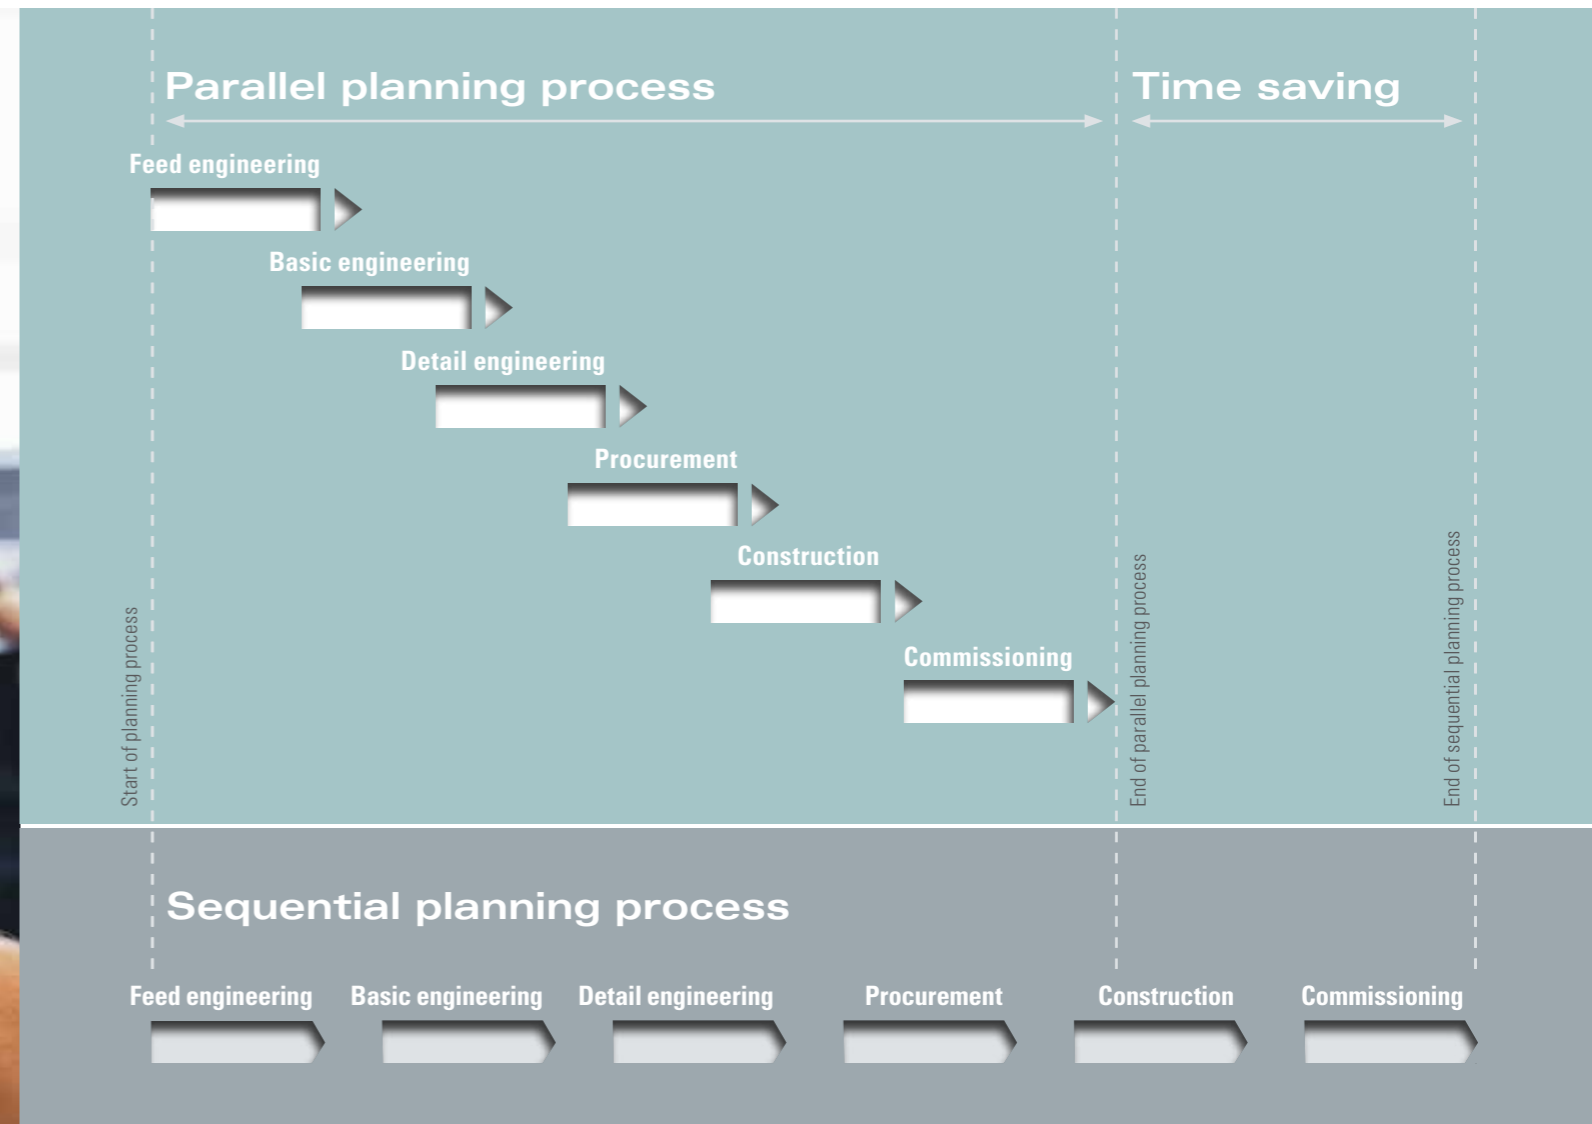 Parallel planning process
Time saving
Feed engineering
Basic engineering
Detail engineering
Procurement
Construction
Commissioning
Start of planning process
End of parallel planning process
End of sequential planning process
Sequential planning process
Feed engineering
Basic engineering
Detail engineering
Procurement
Construction
Commissioning